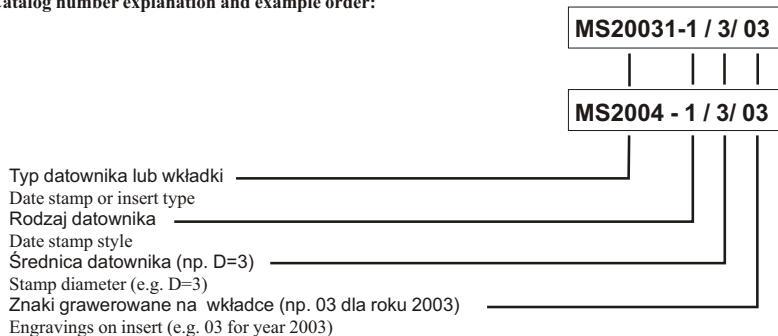 Catalog number explanation and example order:
MS20031-1 / 3/ 03
MS2004 - 1 / 3/ 03
Typ datownika lub wkładki
Date stamp or insert type
Rodzaj datownika
Date stamp style
Średnica datownika (np. D=3)
Stamp diameter (e.g. D=3)
Znaki grawerowane na wkładce (np. 03 dla roku 2003)
Engravings on insert (e.g. 03 for year 2003)